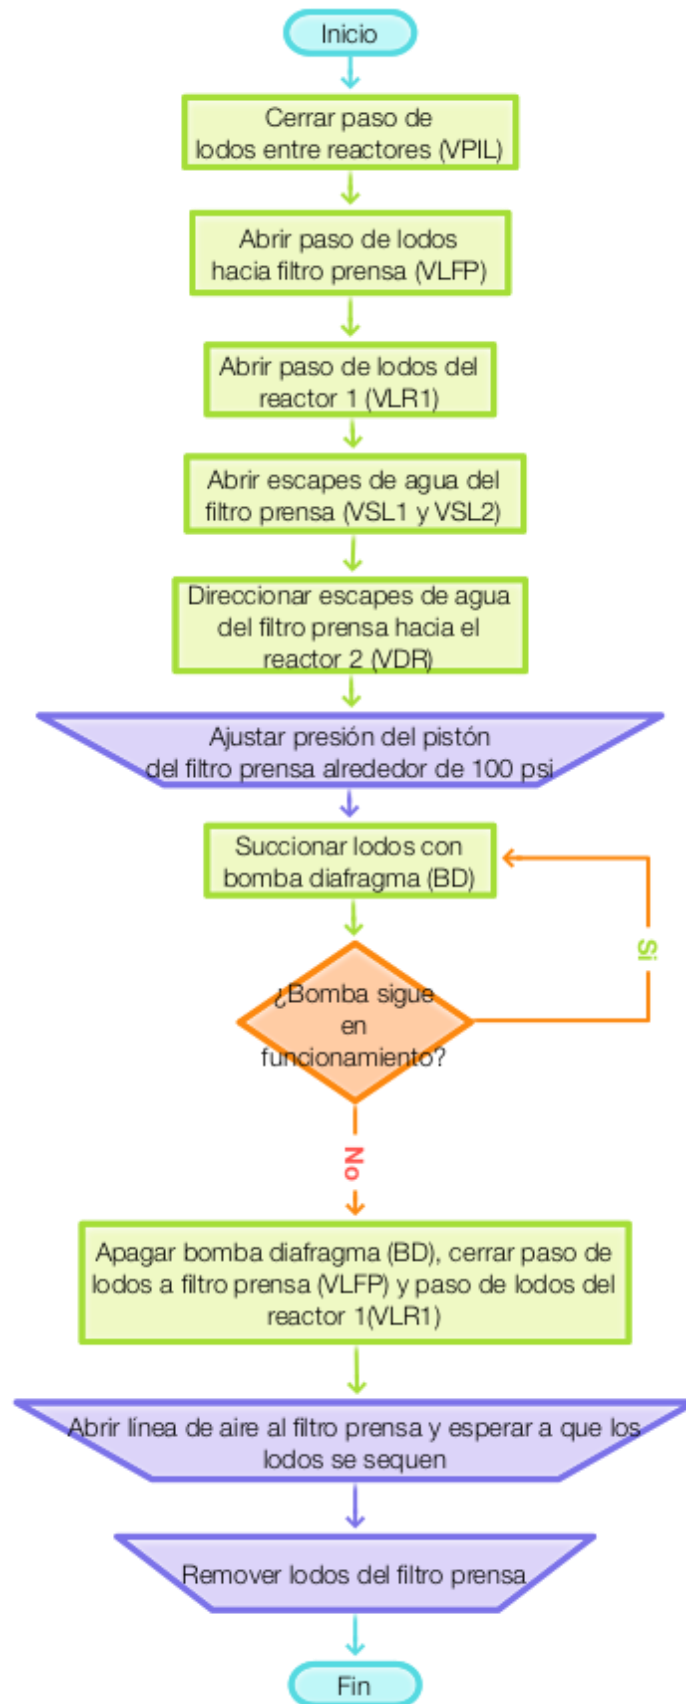 Inicio
Cerrar paso de
lodos entre reactores (VPIL)
Abrir paso de lodos
hacia filtro prensa (VLFP)
Abrir paso de lodos del
reactor 1 (VLR1)
Abrir escapes de agua del
filtro prensa (VSL1 y VSL2)
Direccionar escapes de agua
del filtro prensa hacia el
reactor 2 (VDR)
Ajustar presión del pistón
del filtro prensa alrededor de 100 psi
Succionar lodos con
bomba diafragma (BD)
Si
¿Bomba sigue
en
funcionamiento?
No
Apagar bomba diafragma (BD), cerrar paso de
lodos a filtro prensa (VLFP) y paso de lodos del
reactor 1(VLR1)
Abrir línea de aire al filtro prensa y esperar a que los
lodos se sequen
Remover lodos del filtro prensa
Fin